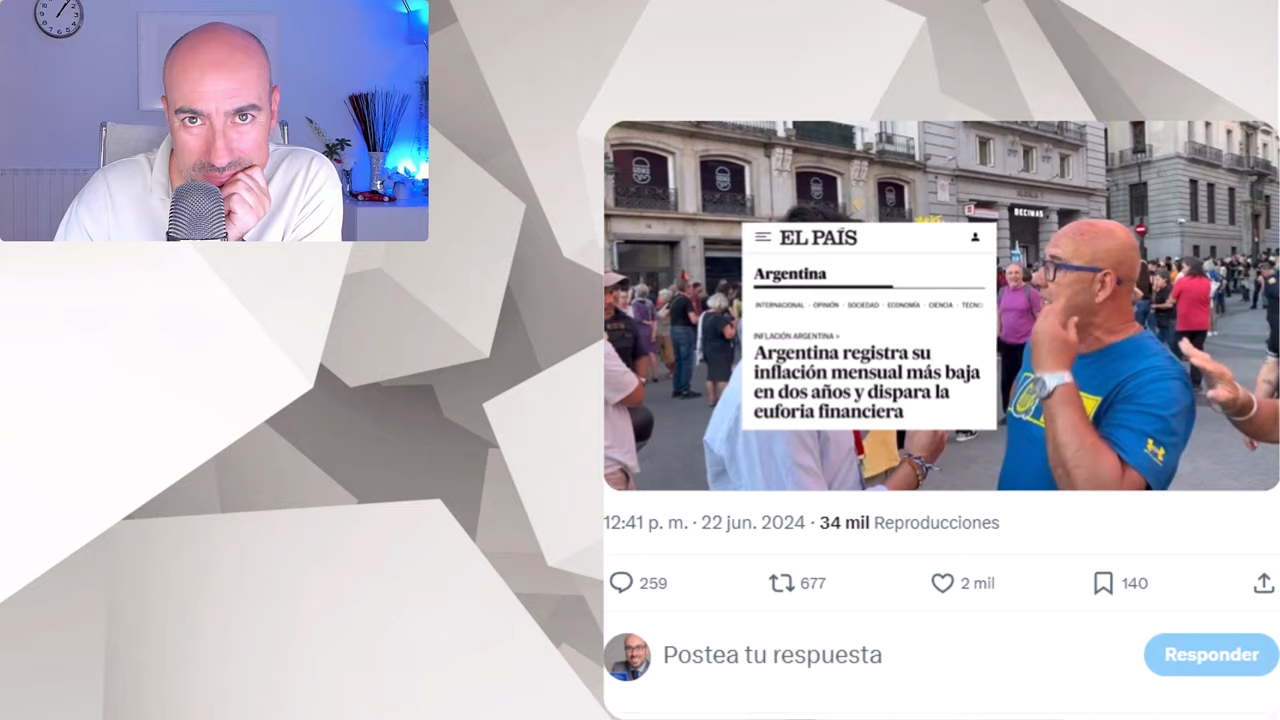 DECIMAS
EL PAÍS
Argentina
INTERNACIONAL · OPINIÓN · SOCIEDAD · ECONOMÍA · CIENCIA · TECNO
INFLACIÓN ARGENTINA >
Argentina registra su
inflación mensual más baja
en dos años y dispara la
euforia financiera
12:41 p. m. · 22 jun. 2024 · 34 mil Reproducciones
259
677
2 mil
140
Postea tu respuesta
Responder